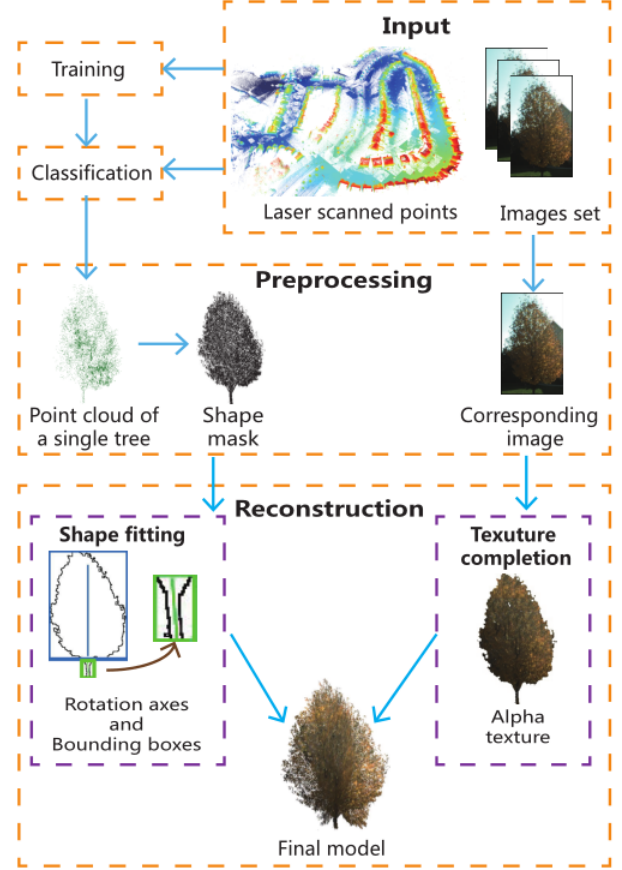 Input
Training
Classification
Laser scanned points
Images set
Preprocessing
Point cloud of
a single tree
Shape
mask
Corresponding
image
Reconstruction
Shape fitting
Rotation axes
and
Bounding boxes
Texuture
completion
Alpha
texture
Final model